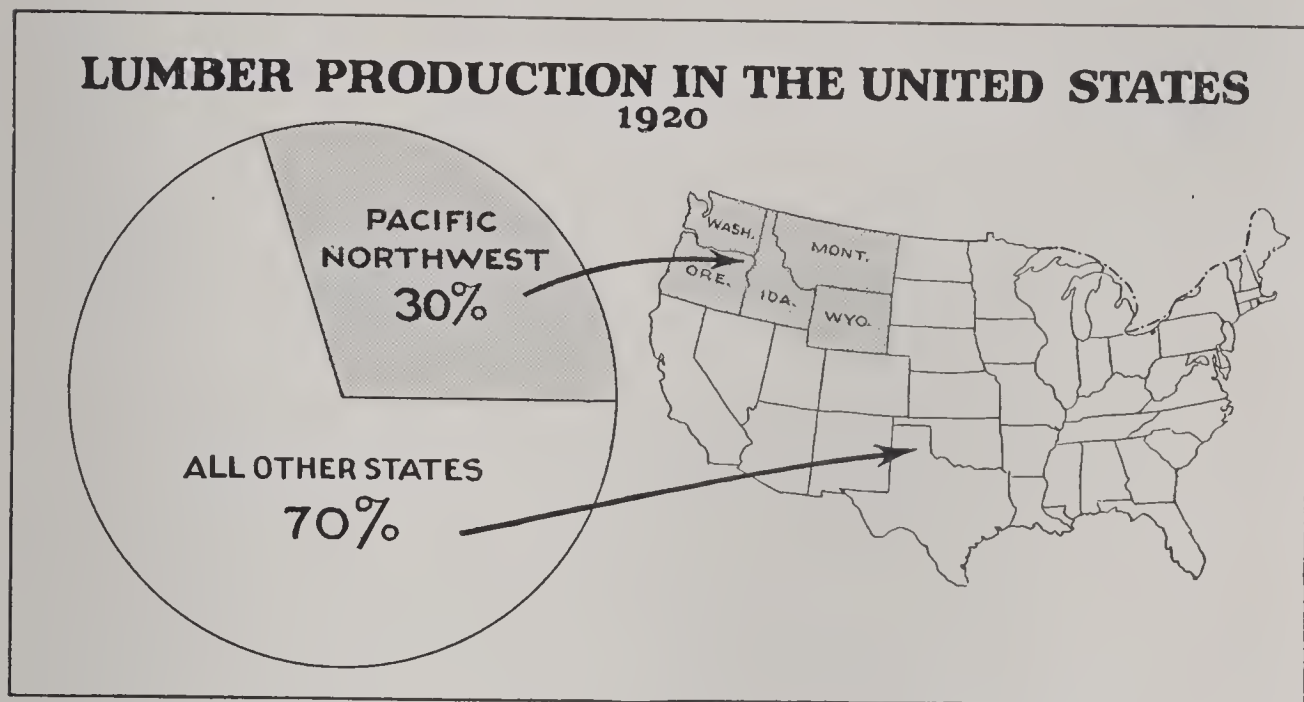 LUMBER PRODUCTION IN THE UNITED STATES
1920
PACIFIC
NORTHWEST
30%
ALL OTHER STATES
70%
WASH.
ORE.
IDA.
MONT.
WYO.